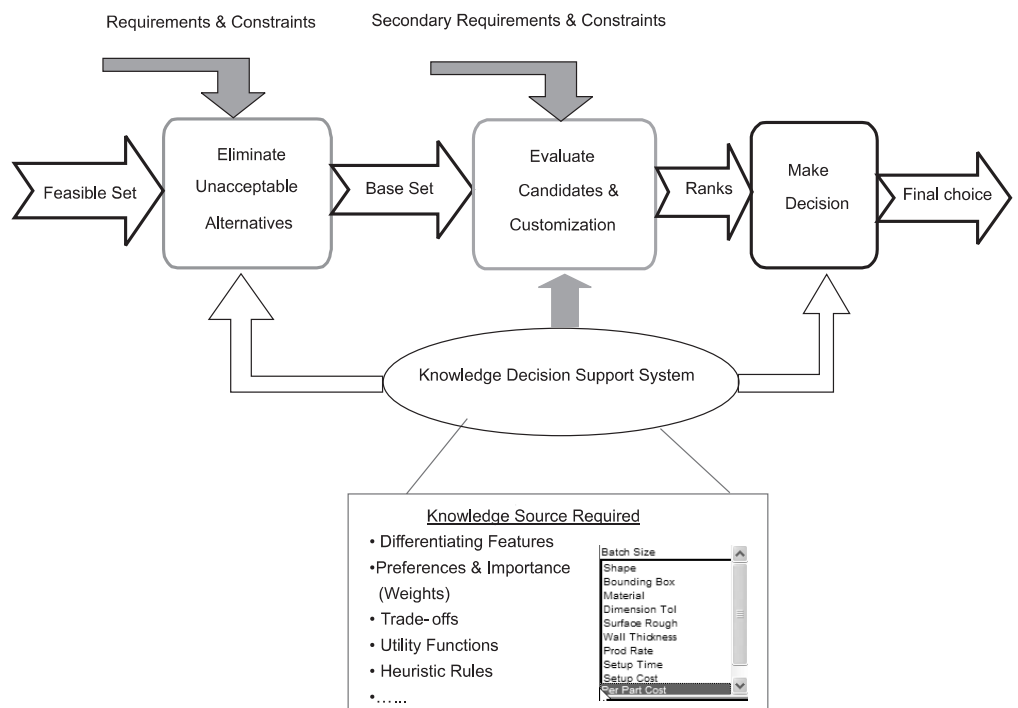 Requirements & Constraints
Secondary Requirements & Constraints
Feasible Set
Eliminate
Unacceptable
Alternatives
Base Set
Evaluate
Candidates &
Customization
Ranks
Make
Decision
Final choice
Knowledge Decision Support System
Knowledge Source Required
• Differentiating Features
•Preferences & Importance
(Weights)
• Trade-offs
• Utility Functions
• Heuristic Rules
•......
Batch Size
Shape
Bounding Box
Material
Dimension Tol
Surface Rough
Wall Thickness
Prod Rate
Setup Time
Setup Cost
Per Part Cost